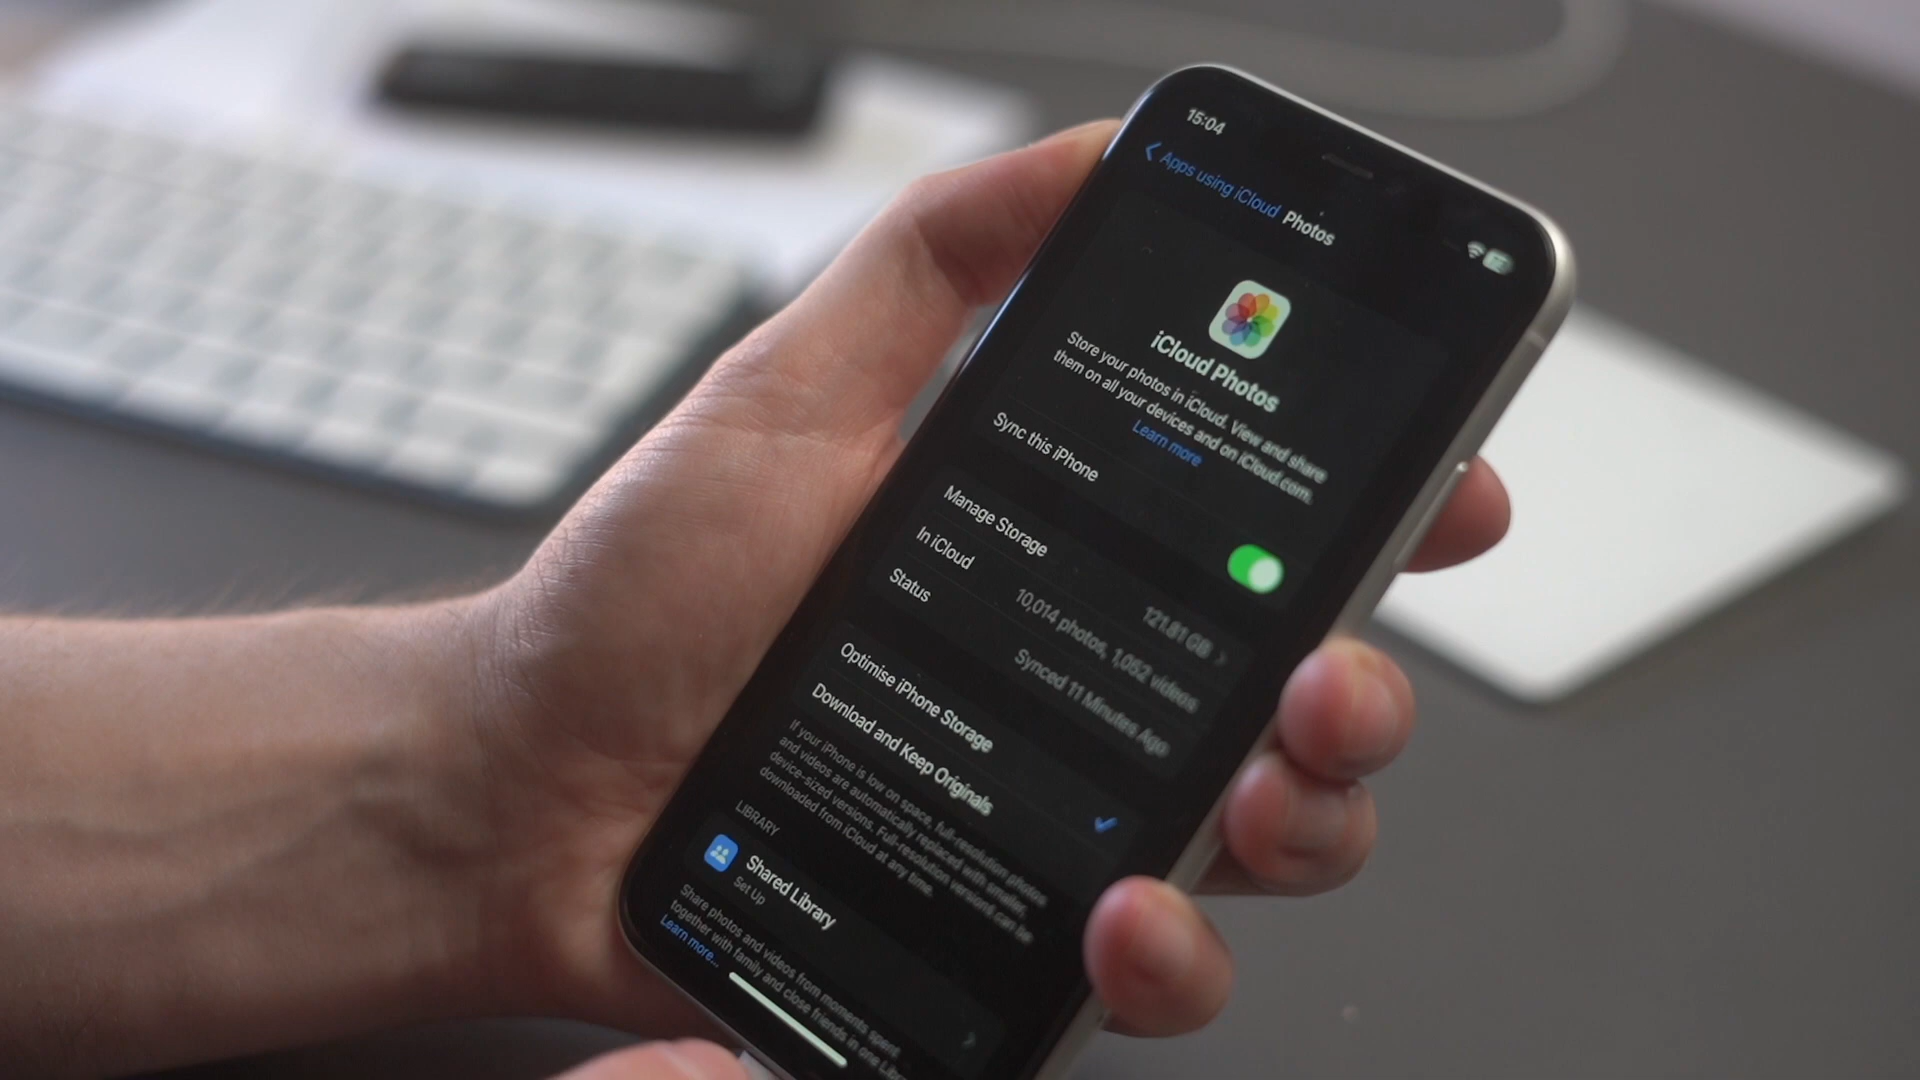 15:04
Apps using iCloud Photos
iCloud Photos
Store your photos in iCloud. View and share
them on all your devices and on iCloud.com.
Learn more
Sync this iPhone
Manage Storage 121.81 GB
In iCloud 10,014 photos, 1,052 videos
Status Synced 11 Minutes Ago
Optimise iPhone Storage
Download and Keep Originals
If your iPhone is low on space, full-resolution photos
and videos are automatically replaced with smaller,
device-sized versions. Full-resolution versions can be
downloaded from iCloud at any time.
LIBRARY
Shared Library
Set Up
Share photos and videos from moments spent
together with family and close friends in one
Learn more...